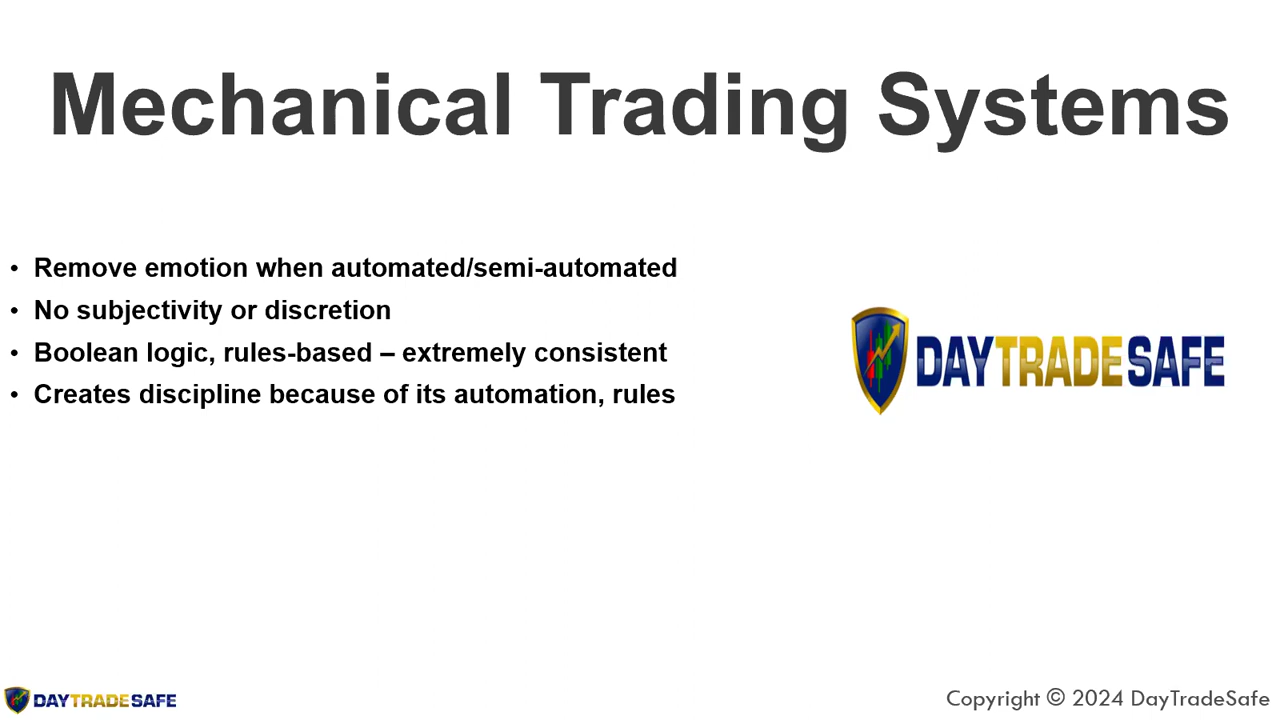 Mechanical Trading Systems
• Remove emotion when automated/semi-automated
• No subjectivity or discretion
• Boolean logic, rules-based – extremely consistent
• Creates discipline because of its automation, rules
DAYTRADESAFE
DAYTRADESAFE
Copyright © 2024 DayTradeSafe